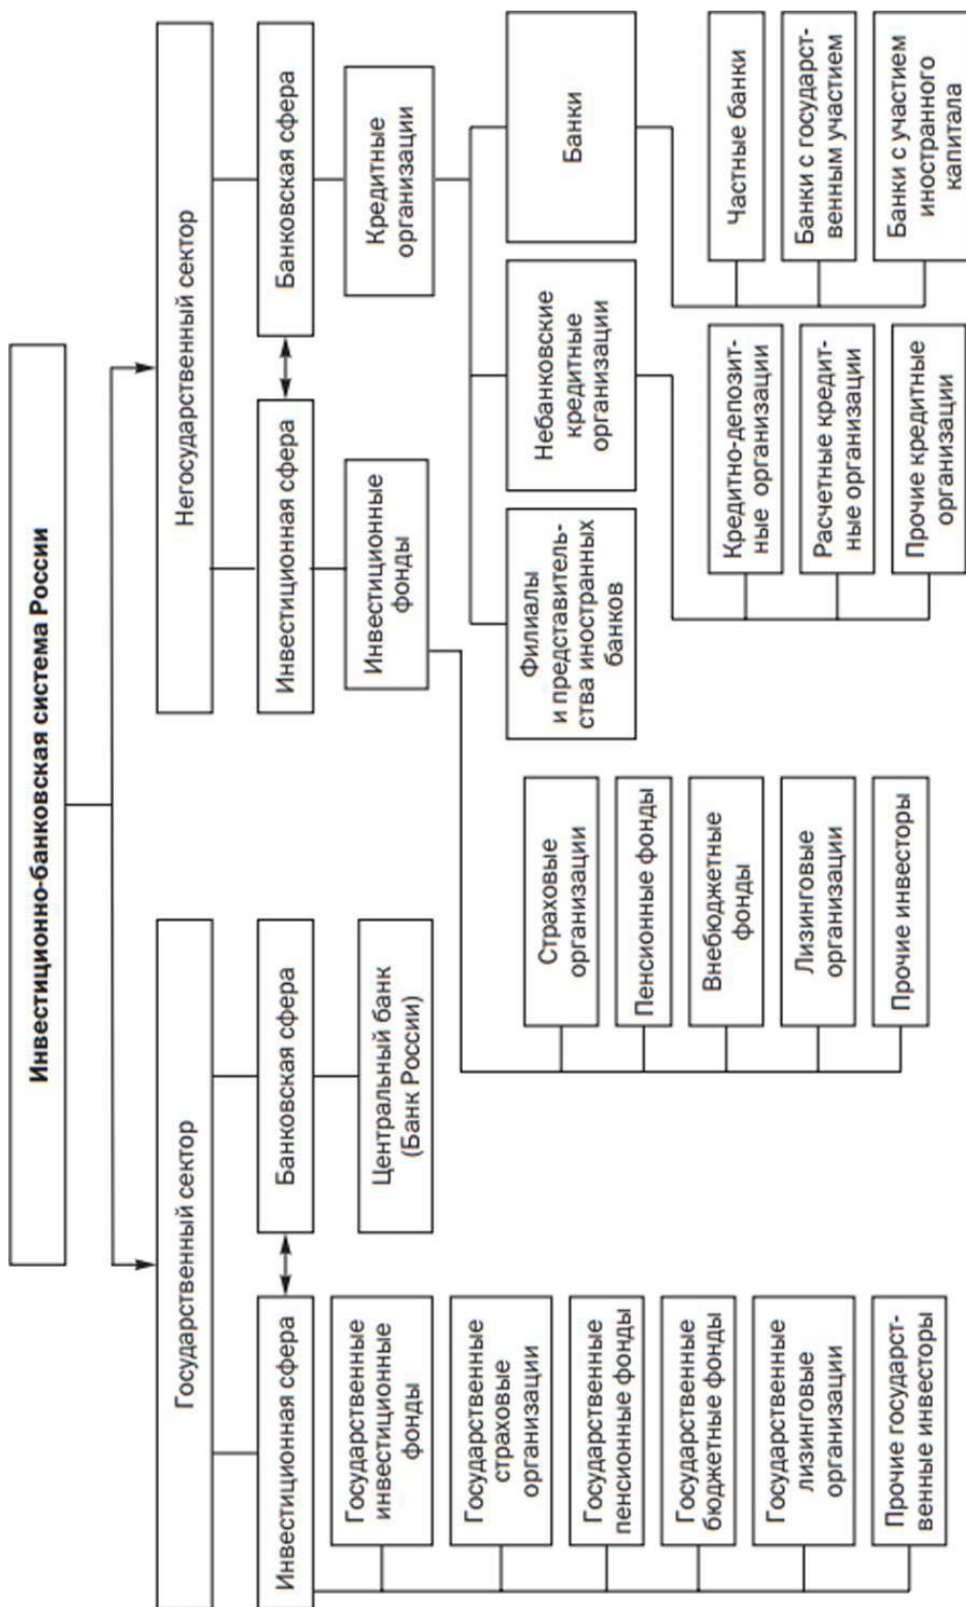 Инвестиционно-банковская система России
Государственный сектор
Негосударственный сектор
Инвестиционная сфера
Банковская сфера
Инвестиционная сфера
Банковская сфера
Государственные
инвестиционные
фонды
Государственные
страховые
организации
Государственные
пенсионные фонды
Государственные
бюджетные фонды
Государственные
лизинговые
организации
Прочие государст-
венные инвесторы
Центральный банк
(Банк России)
Инвестиционные
фонды
Кредитные
организации
Страховые
организации
Пенсионные фонды
Внебюджетные
фонды
Лизинговые
организации
Прочие инвесторы
Филиалы
и представитель-
ства иностранных
банков
Небанковские
кредитные
организации
Банки
Кредитно-депозит-
ные организации
Расчетные кредит-
ные организации
Прочие кредитные
организации
Частные банки
Банки с государст-
венным участием
Банки с участием
иностранного
капитала